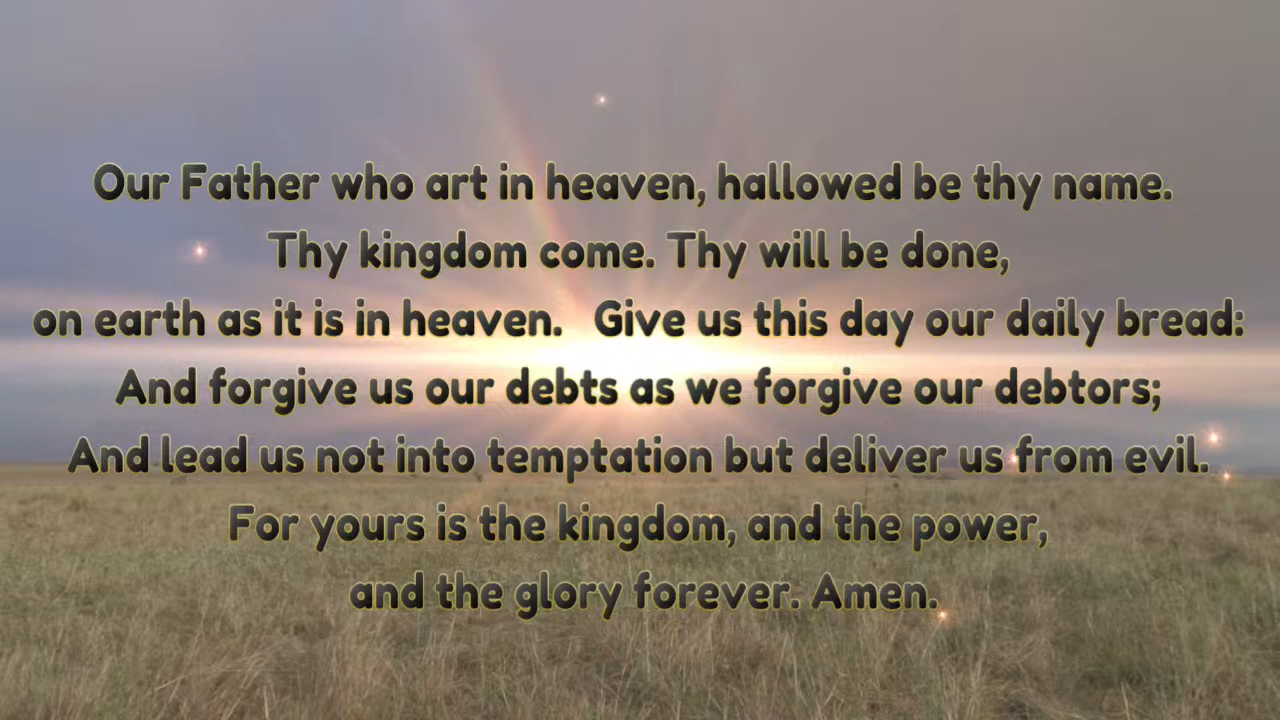 Our Father who art in heaven, hallowed be thy name.
Thy kingdom come. Thy will be done,
on earth as it is in heaven. Give us this day our daily bread:
And forgive us our debts as we forgive our debtors;
And lead us not into temptation but deliver us from evil.
For yours is the kingdom, and the power,
and the glory forever. Amen.